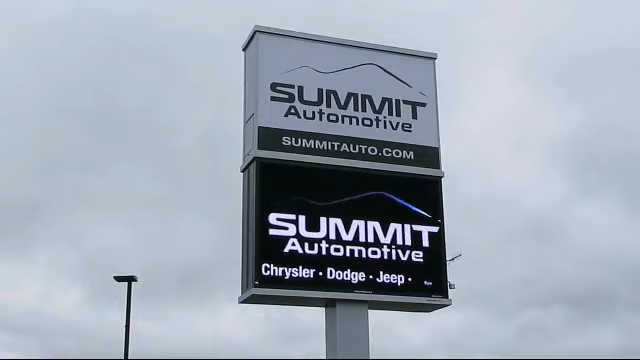 SUMMIT
Automotive
SUMMITAUTO.COM
SUMMIT
Automotive
Chrysler · Dodge · Jeep ·